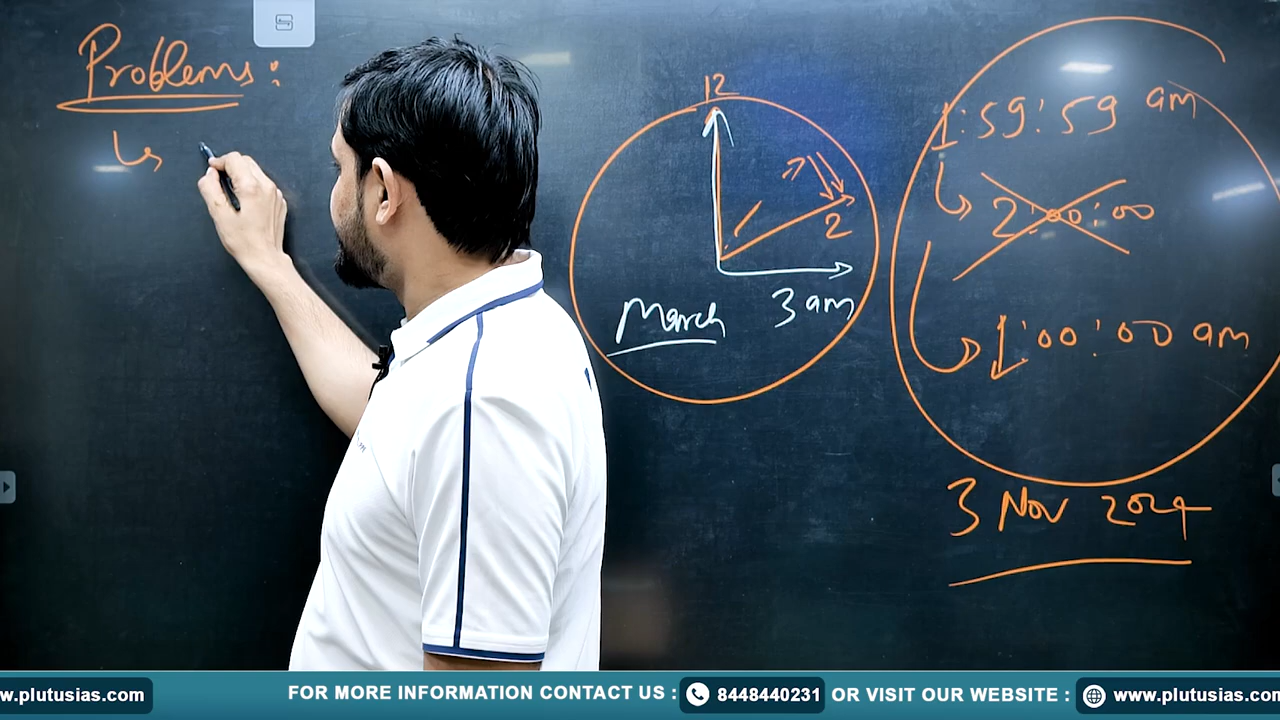 Problems:
12
2
March
3 am
1:59:59 am
2:00:00
1:00:00 am
3 Nov 2024
w.plutusias.com
FOR MORE INFORMATION CONTACT US : 8448440231 OR VISIT OUR WEBSITE : www.plutusias.com